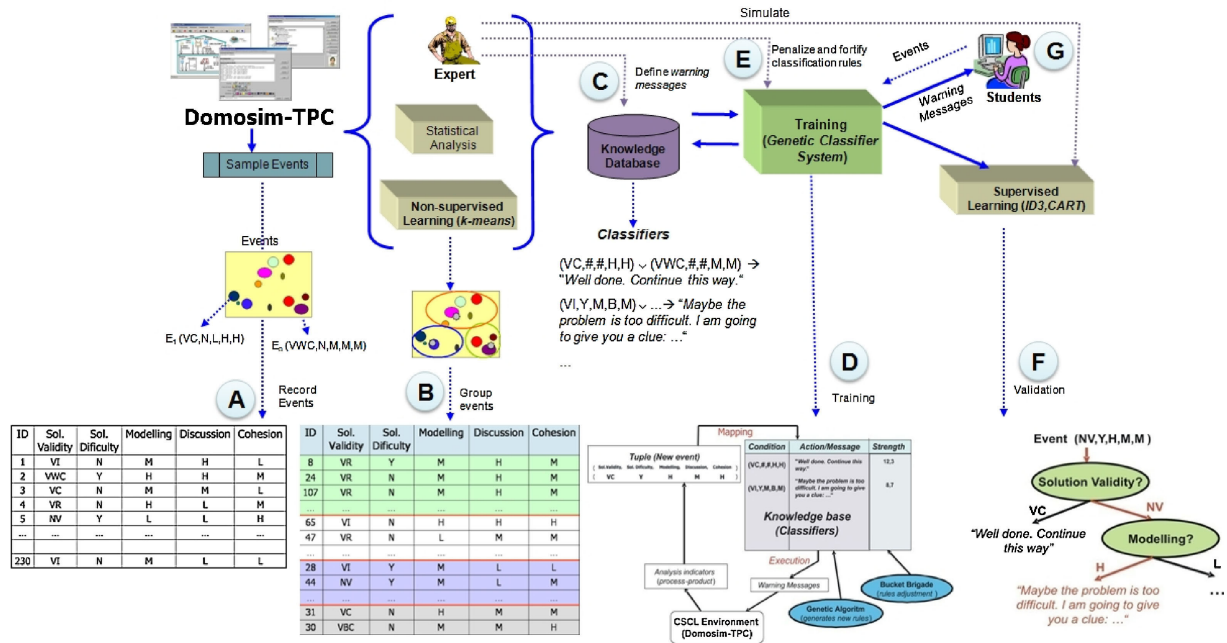 Simulate
Expert
Domosim-TPC
Sample Events
Statistical
Analysis
Non-supervised
Learning (k-means)
C
Define warning
messages
E
Penalize and fortify
classification rules
Events
Warning
Messages
G
Students
Knowledge
Database
Training
(Genetic Classifier
System)
Supervised
Learning (ID3,CART)
Events
E1 (VC,N,L,H,H)
En (VWC,N,M,M,M)
Classifiers
(VC,#,#,H,H) ∨ (VWC,#,#,M,M) →
"Well done. Continue this way."
(VI,Y,M,B,M) ∨ ...→ "Maybe the
problem is too difficult. I am going
to give you a clue: ..."
...
A
Record
Events
B
Group
events
D
Training
F
Validation
ID Sol. Validity Sol. Dificulty Modelling Discussion Cohesion
1 VI N M H L
2 VWC Y H H M
3 VC N M M L
4 VR N H L M
5 NV Y L L H
... ... ... ... ... ...
230 VI N M L L
ID Sol. Validity Sol. Dificulty Modelling Discussion Cohesion
8 VR Y M H M
24 VR N M H M
107 VR N M H M
... ... ... ... ... ...
65 VI N H H H
47 VR N L M M
... ... ... ... ... ...
28 VI Y M L L
44 NV Y M L M
... ... ... ... ... ...
31 VC N H M M
30 VBC N M M H
Mapping
Tuple (New event)
( Sol.Validity, Sol. Dificulty, Modelling, Discussion, Cohesion )
( VC Y H M H )
Condition Action/Message Strength
(VC,#,#,H,H) "Well done. Continue this way." 12,3
(VI,Y,M,B,M) "Maybe the problem is too difficult. I am going to give you a clue: ..." 8,7
Knowledge base
(Classifiers)
Execution
Analysis indicators
(process-product)
Warning Messages
Bucket Brigade
(rules adjustment )
Genetic Algoritm
(generates new rules)
CSCL Environment
(Domosim-TPC)
Event (NV,Y,H,M,M )
Solution Validity?
VC
NV
"Well done. Continue
this way"
Modelling?
H
L
"Maybe the problem is too
difficult. I am going to give
you a clue: ..."
...